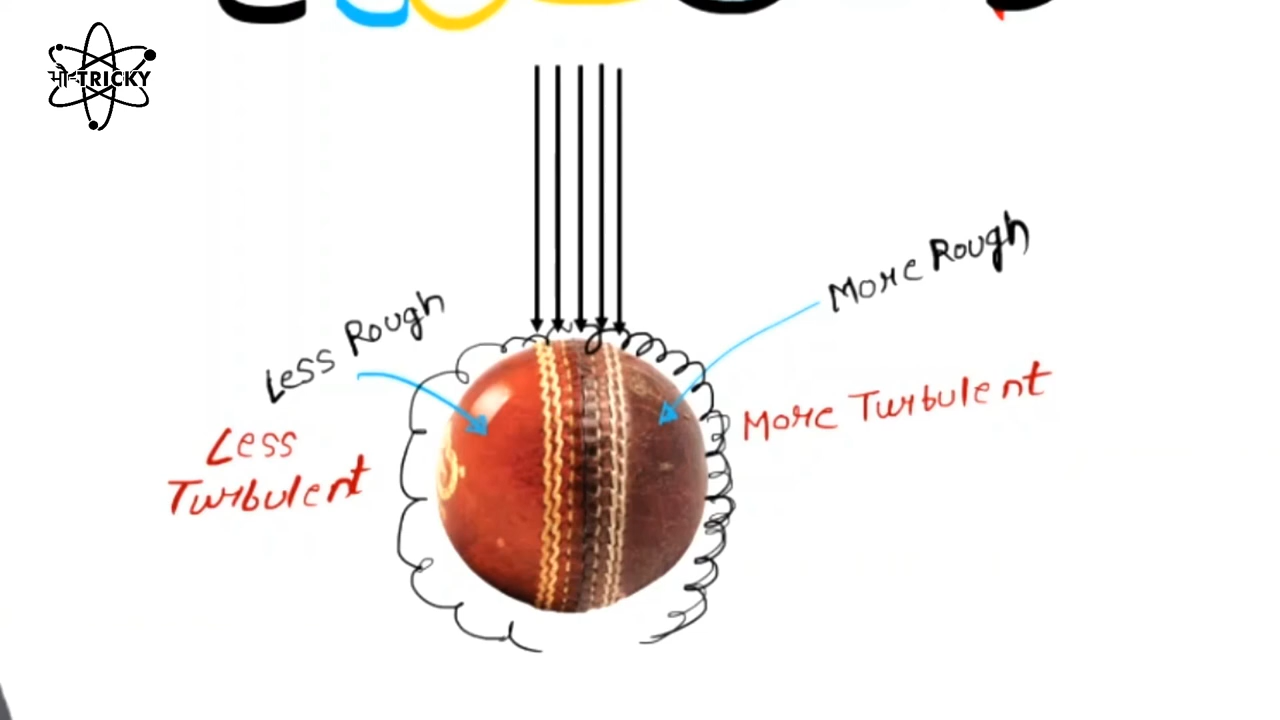 भौ-TRICKY
Less Rough
More Rough
Less
Turbulent
More Turbulent